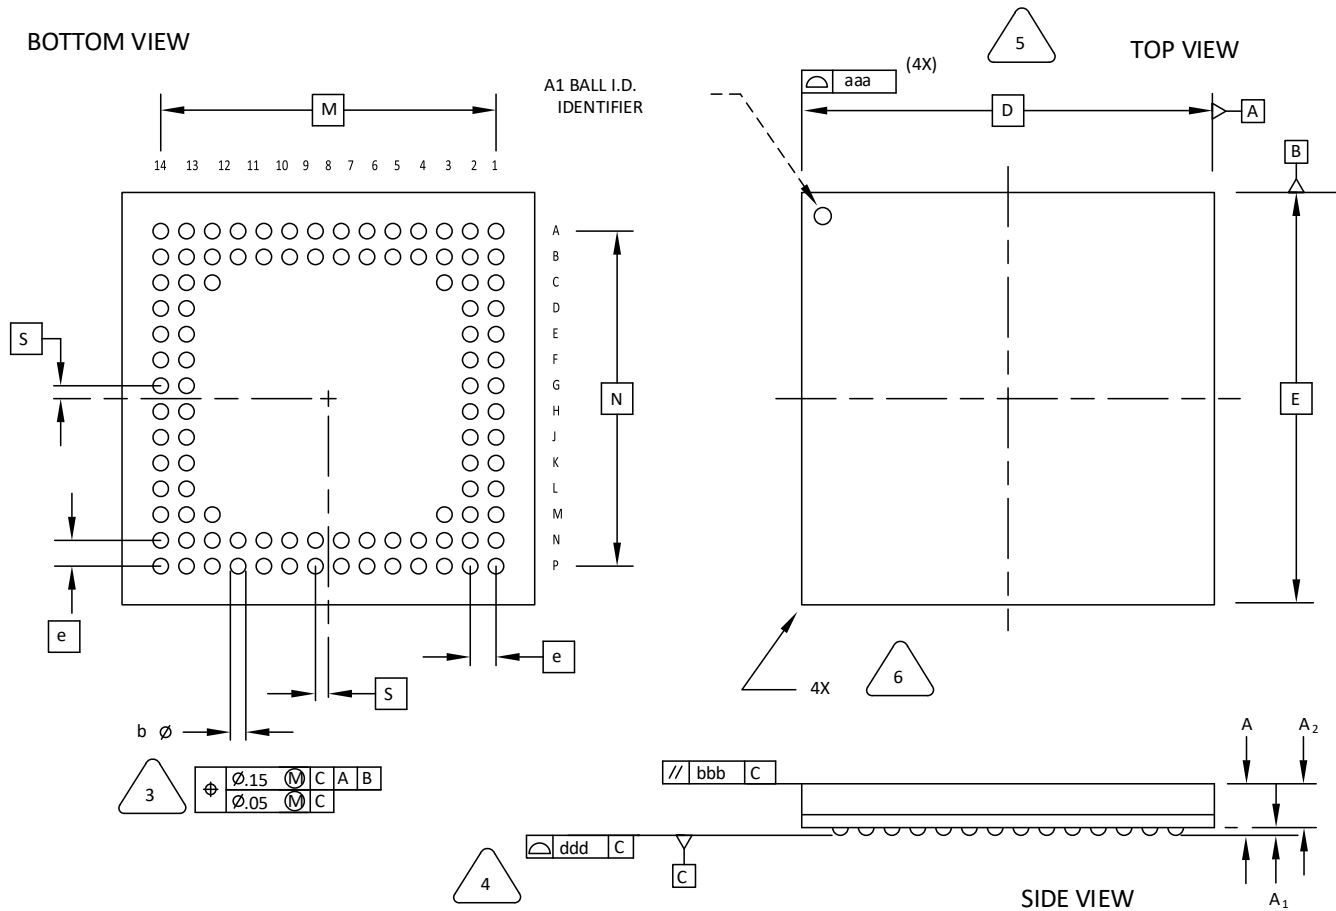 BOTTOM VIEW
5
TOP VIEW
aaa
(4X)
A1 BALL I.D.
IDENTIFIER
M
D
A
B
14 13 12 11 10 9 8 7 6 5 4 3 2 1
A
B
C
D
E
F
G
H
J
K
L
M
N
P
S
N
E
e
e
S
4X
6
b Ø
3
⌖ Ø.15 Ⓜ C A B
Ø.05 Ⓜ C
// bbb C
A
A2
ddd C
C
4
SIDE VIEW
A1